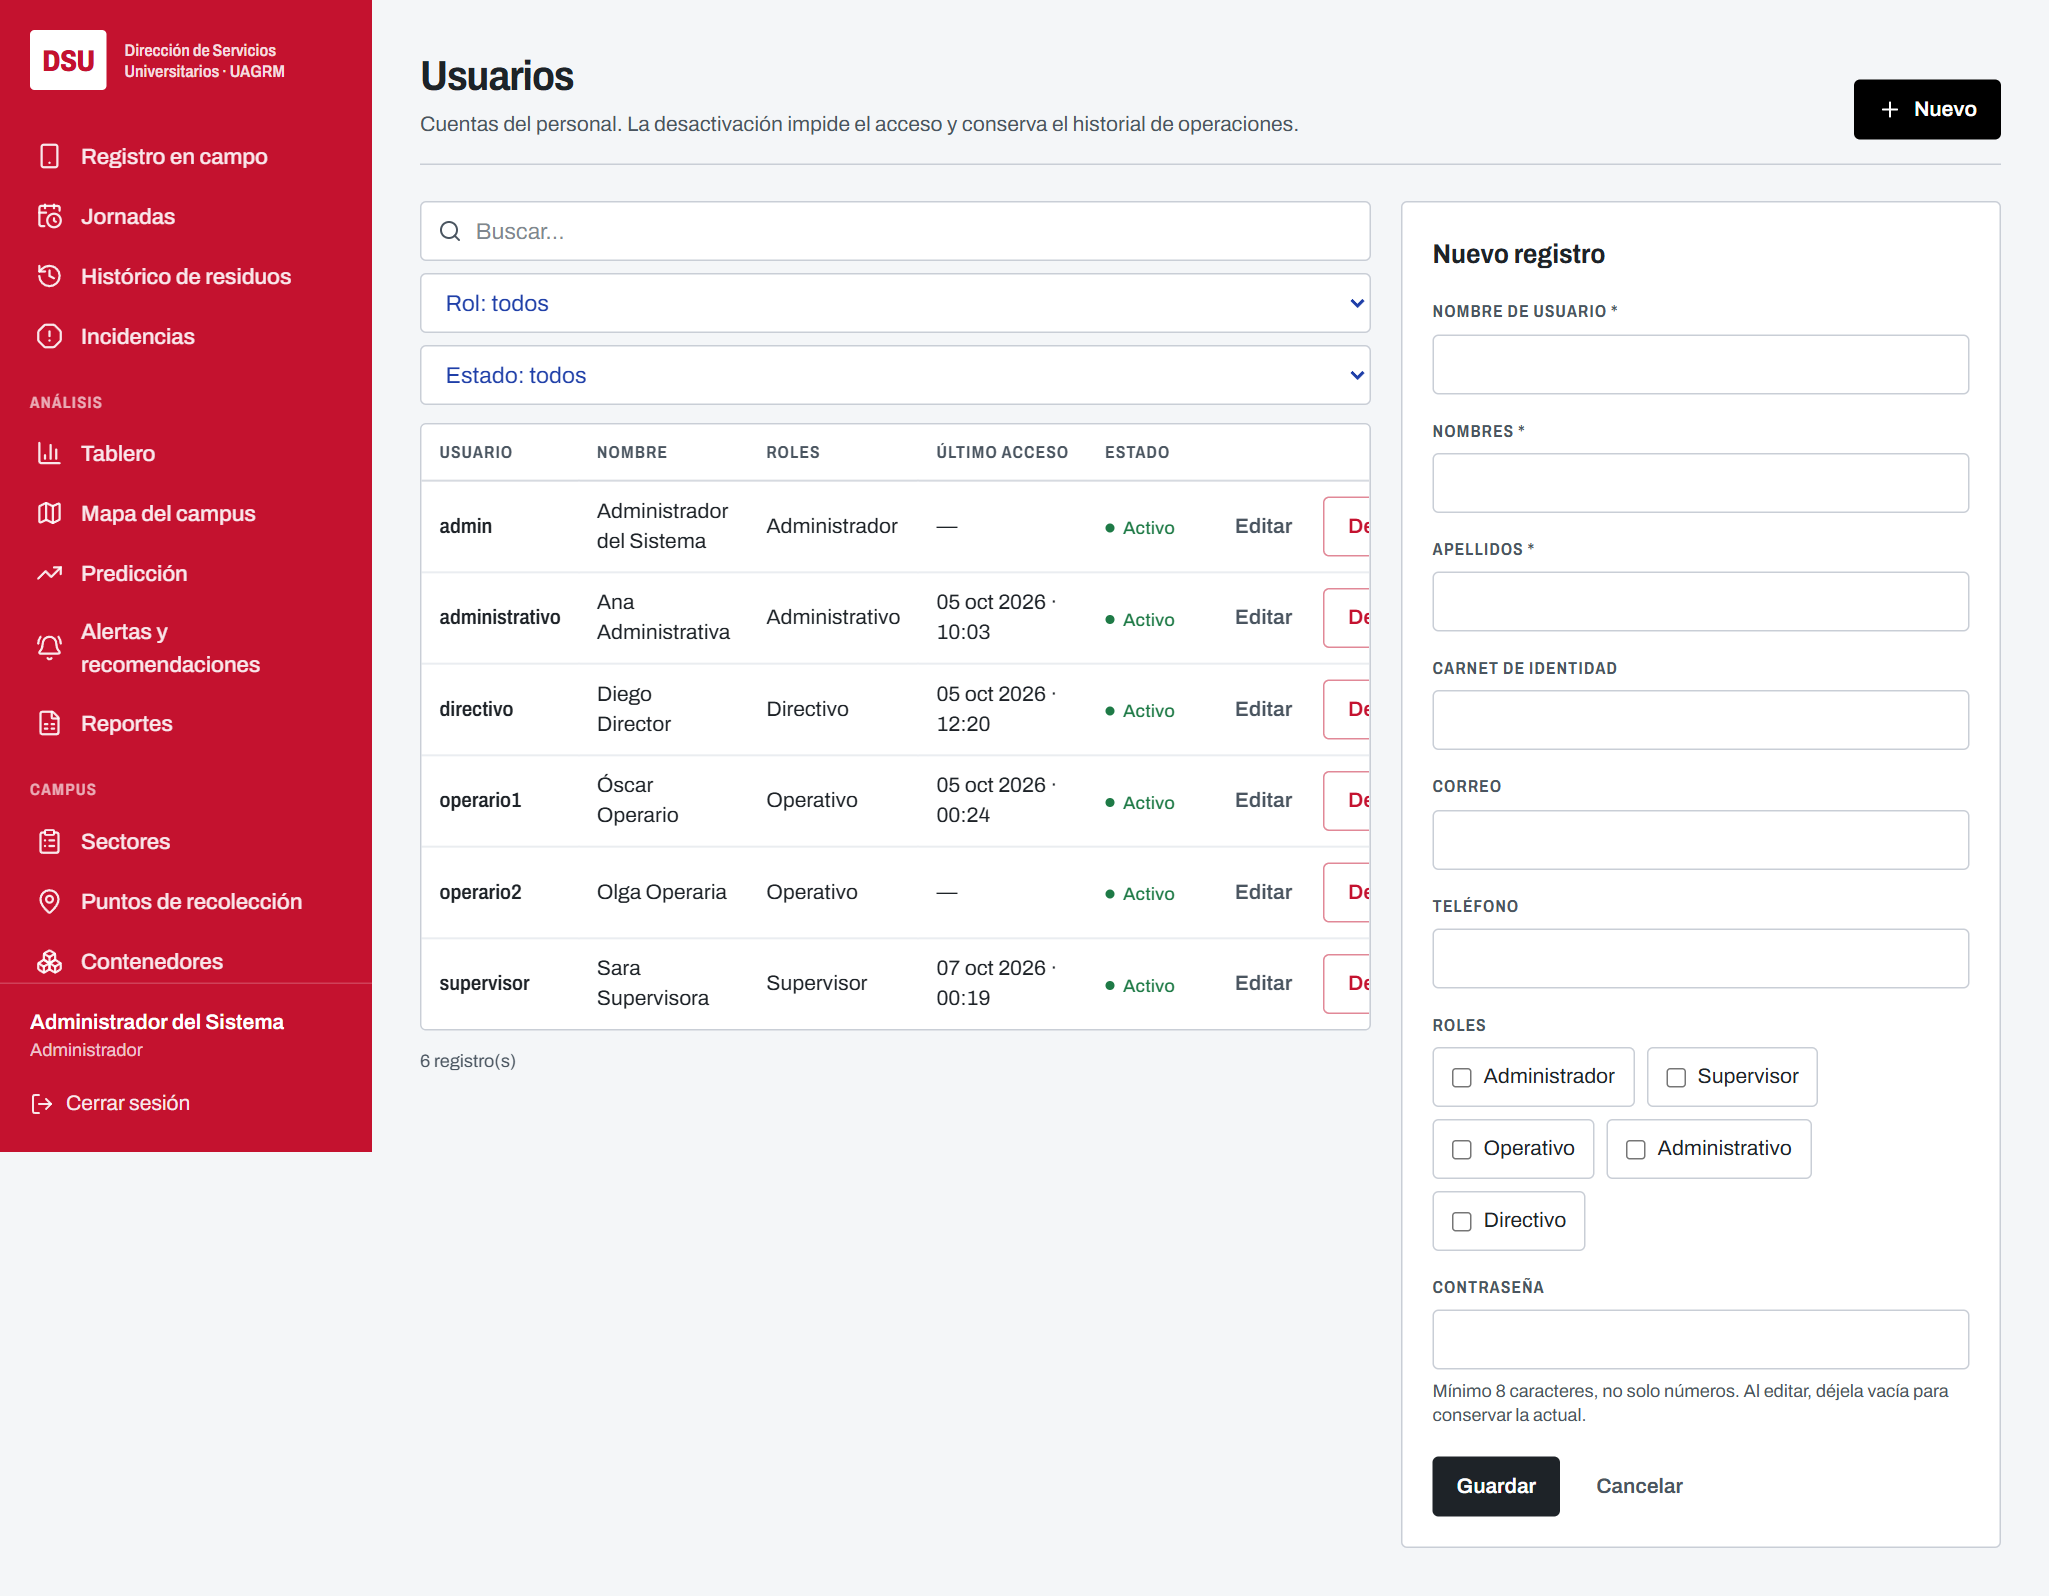 DSU
Dirección de Servicios
Universitarios · UAGRM
Registro en campo
Jornadas
Histórico de residuos
Incidencias
ANÁLISIS
Tablero
Mapa del campus
Predicción
Alertas y
recomendaciones
Reportes
CAMPUS
Sectores
Puntos de recolección
Contenedores
Administrador del Sistema
Administrador
Cerrar sesión
Usuarios
Cuentas del personal. La desactivación impide el acceso y conserva el historial de operaciones.
+ Nuevo
Buscar...
Rol: todos
Estado: todos
USUARIO NOMBRE ROLES ÚLTIMO ACCESO ESTADO
admin Administrador del Sistema Administrador — Activo Editar De
administrativo Ana Administrativa Administrativo 05 oct 2026 · 10:03 Activo Editar De
directivo Diego Director Directivo 05 oct 2026 · 12:20 Activo Editar De
operario1 Óscar Operario Operativo 05 oct 2026 · 00:24 Activo Editar De
operario2 Olga Operaria Operativo — Activo Editar De
supervisor Sara Supervisora Supervisor 07 oct 2026 · 00:19 Activo Editar De
6 registro(s)
Nuevo registro
NOMBRE DE USUARIO *
NOMBRES *
APELLIDOS *
CARNET DE IDENTIDAD
CORREO
TELÉFONO
ROLES
Administrador Supervisor
Operativo Administrativo
Directivo
CONTRASEÑA
Mínimo 8 caracteres, no solo números. Al editar, déjela vacía para
conservar la actual.
Guardar Cancelar